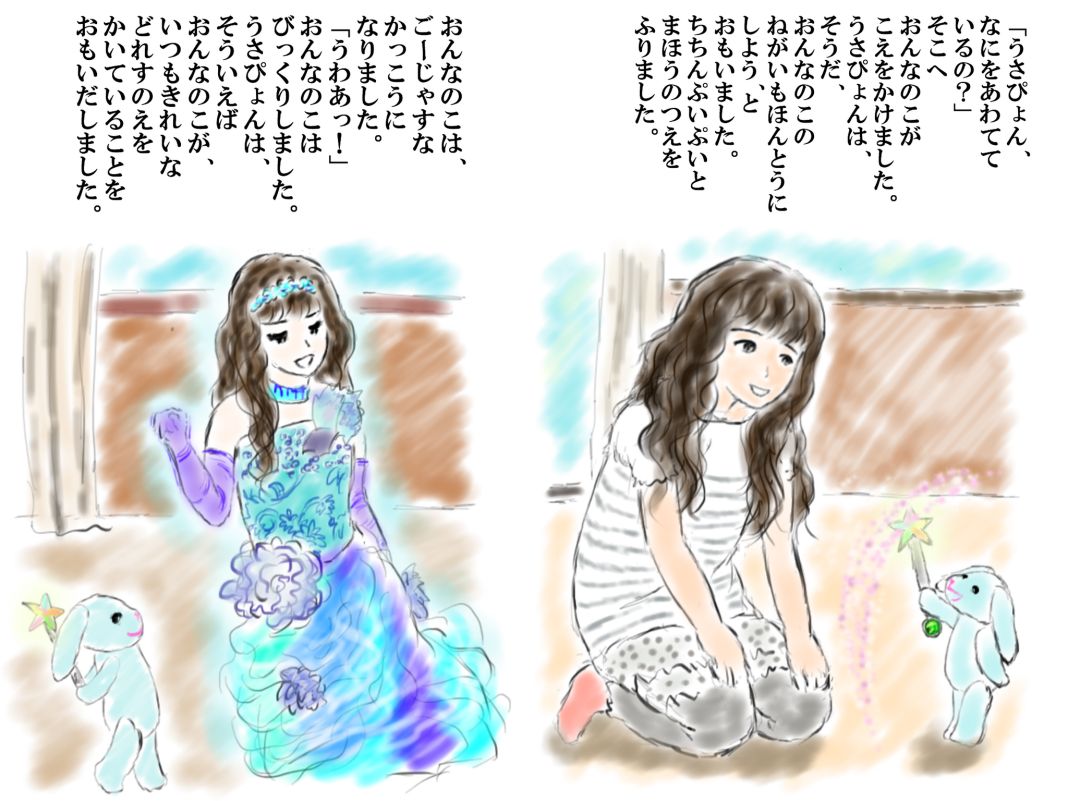 「うさぴょん、
なにをあわてて
いるの？」
そこへ
おんなのこが
こえをかけました。
うさぴょんは、
そうだ、
おんなのこの
ねがいもほんとうに
しよう、と
おもいました。
ちちんぷいぷいと
まほうのつえを
ふりました。
おんなのこは、
ごーじゃすな
かっこうに
なりました。
「うわあっ！」
おんなのこは
びっくりしました。
うさぴょんは、
そういえば
おんなのこが、
いつもきれいな
どれすのえを
かいていることを
おもいだしました。